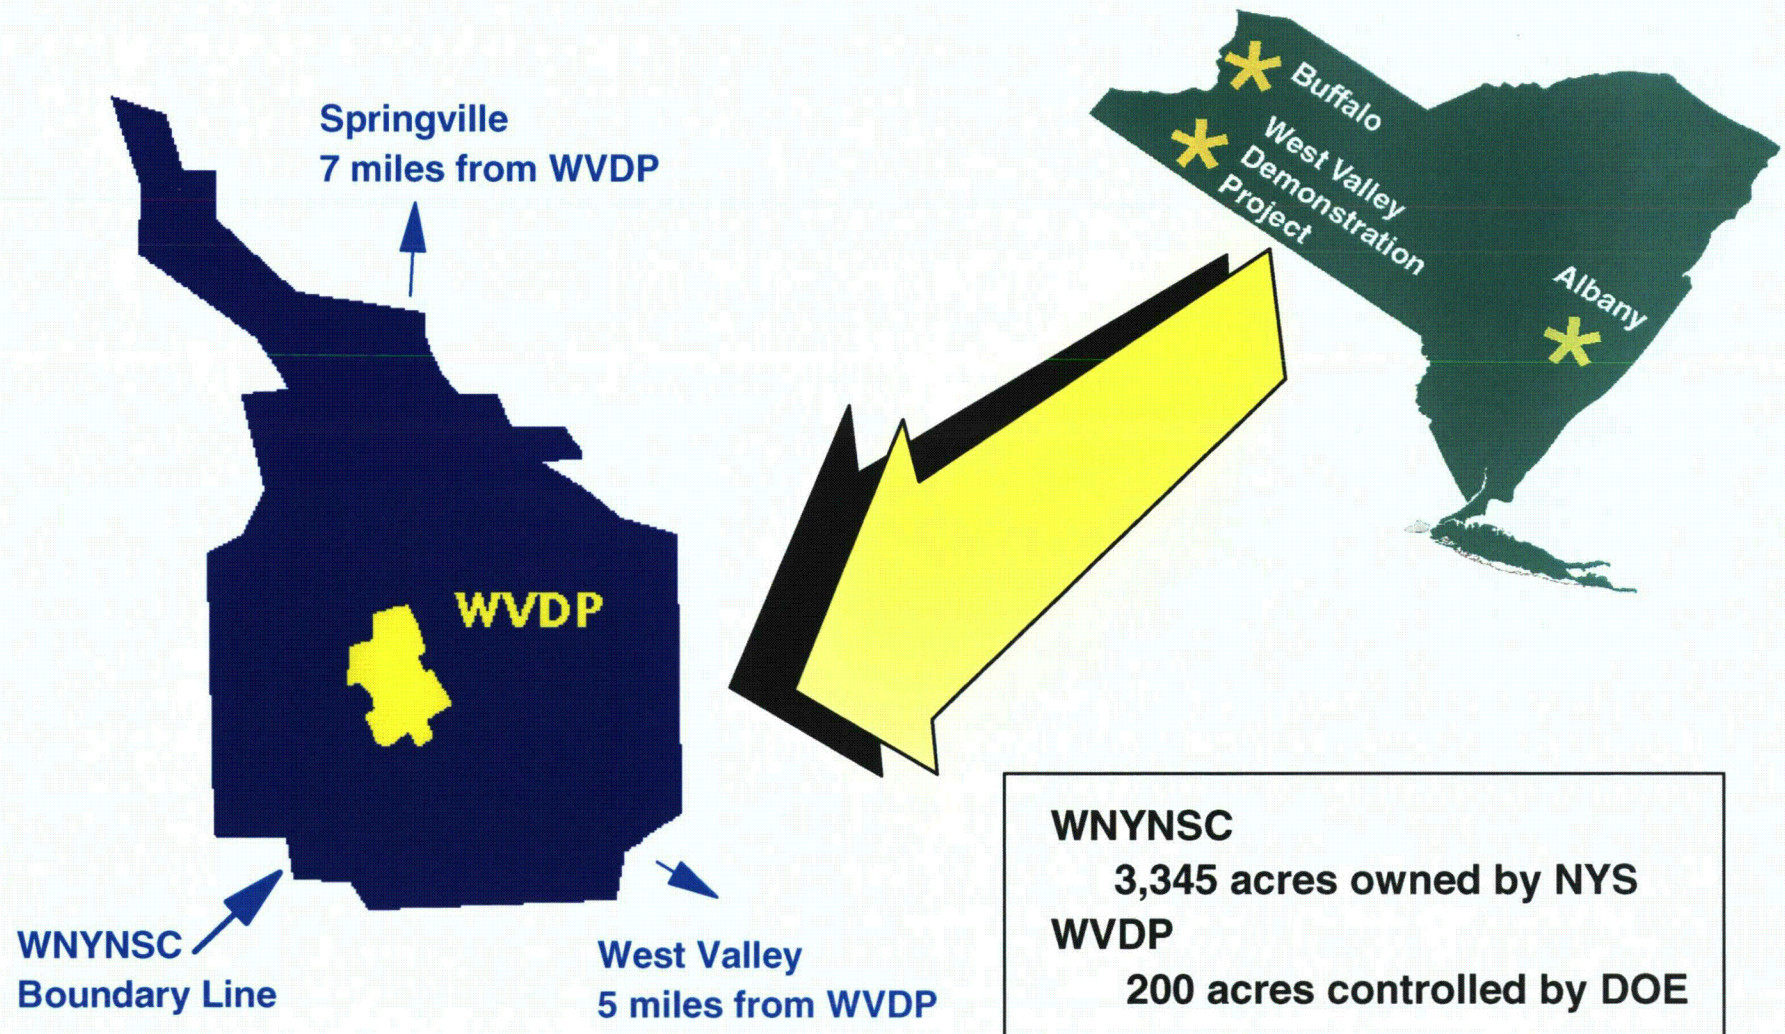 Springville
7 miles from WVDP
Buffalo
West Valley
Demonstration
Project
Albany
WVDP
WNYNSC
Boundary Line
West Valley
5 miles from WVDP
WNYNSC
3,345 acres owned by NYS
WVDP
200 acres controlled by DOE